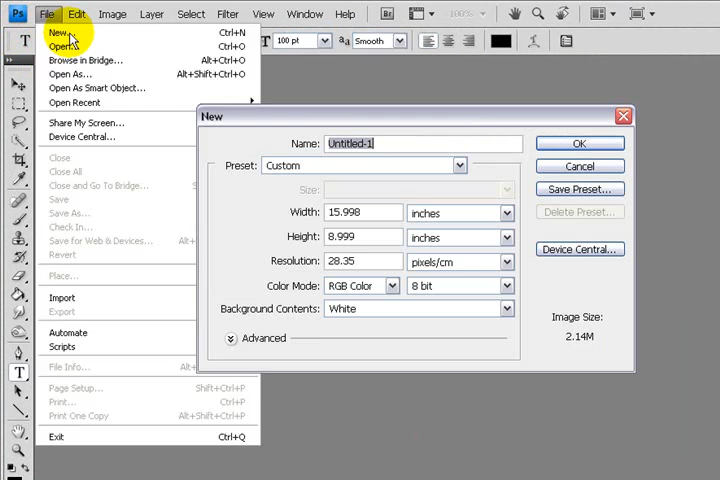 Ps File Edit Image Layer Select Filter View Window Help Br 100%
T T 100 pt aa Smooth
New... Ctrl+N
Open... Ctrl+O
Browse in Bridge... Alt+Ctrl+O
Open As... Alt+Shift+Ctrl+O
Open As Smart Object...
Open Recent
Share My Screen...
Device Central...
Close
Close All
Close and Go To Bridge...
Save
Save As...
Check In...
Save for Web & Devices...
Revert
Place...
Import
Export
Automate
Scripts
File Info...
Page Setup... Shift+Ctrl+P
Print... Ctrl+P
Print One Copy Alt+Shift+Ctrl+P
Exit Ctrl+Q
T
New
Name: Untitled-1
Preset: Custom
Size:
Width: 15.998 inches
Height: 8.999 inches
Resolution: 28.35 pixels/cm
Color Mode: RGB Color 8 bit
Background Contents: White
Advanced
OK
Cancel
Save Preset...
Delete Preset...
Device Central...
Image Size:
2.14M